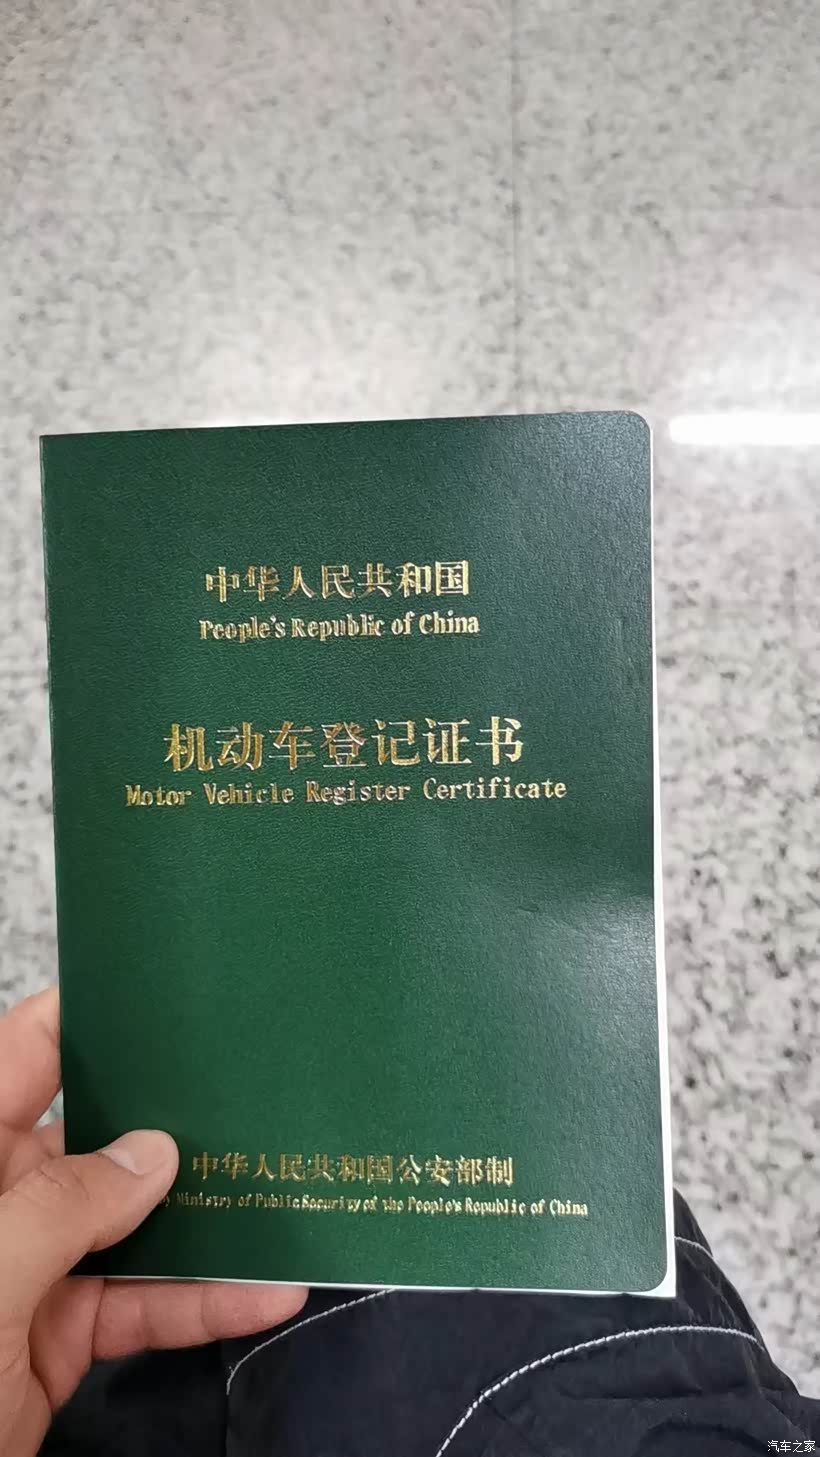 中华人民共和国
People's Republic of China
机动车登记证书
Motor Vehicle Register Certificate
中华人民共和国公安部制
Ministry of Public Security of the People's Republic of China
汽车之家